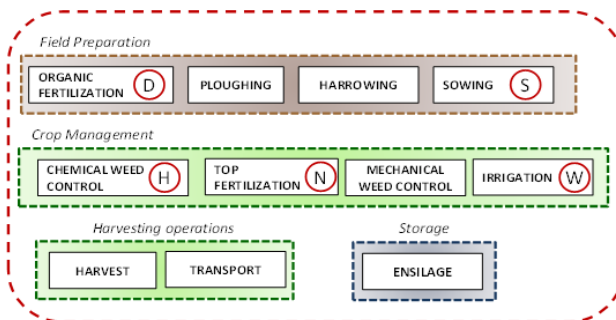 Field Preparation
ORGANIC
FERTILIZATION D
PLOUGHING
HARROWING
SOWING S
Crop Management
CHEMICAL WEED
CONTROL H
TOP
FERTILIZATION N
MECHANICAL
WEED CONTROL
IRRIGATION W
Harvesting operations
HARVEST
TRANSPORT
Storage
ENSILAGE